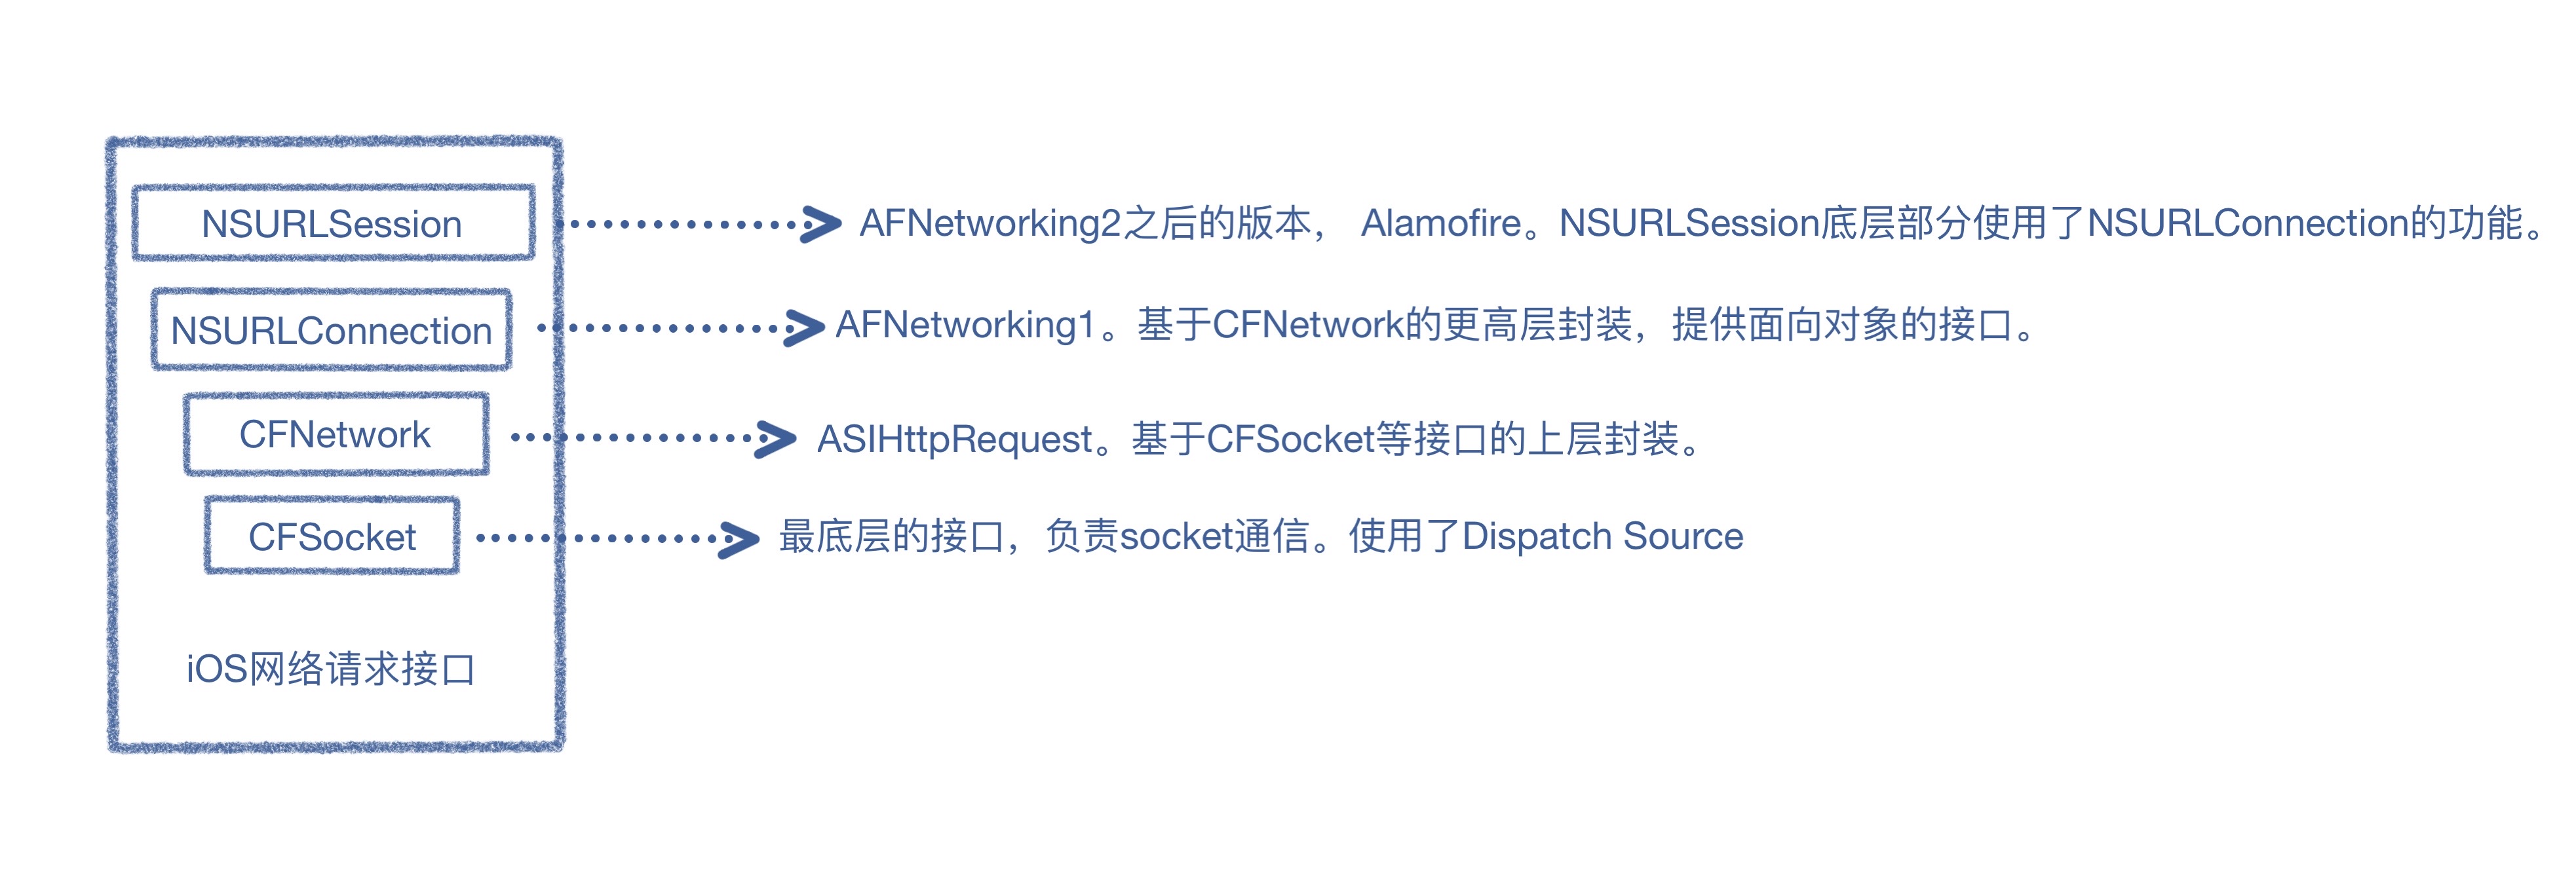 NSURLSession
AFNetworking2之后的版本， Alamofire。NSURLSession底层部分使用了NSURLConnection的功能。
NSURLConnection
AFNetworking1。基于CFNetwork的更高层封装，提供面向对象的接口。
CFNetwork
ASIHttpRequest。基于CFSocket等接口的上层封装。
CFSocket
最底层的接口，负责socket通信。使用了Dispatch Source
iOS网络请求接口